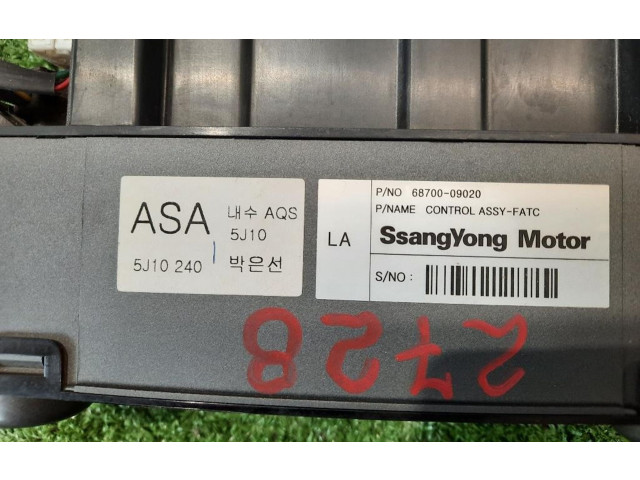 ASA
내수 AQS
5J10
5J10 240
박은선
LA
P/NO 68700-09020
P/NAME CONTROL ASSY-FATC
SsangYong Motor
S/NO :
2728